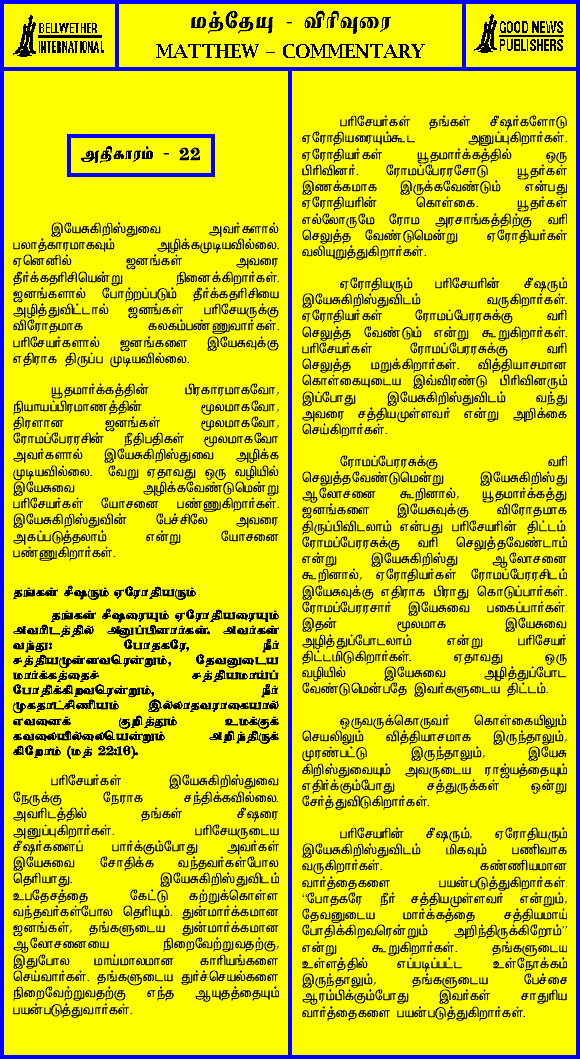 BELLWETHER
INTERNATIONAL
மத்தேயு - விரிவுரை
MATTHEW – COMMENTARY
GOOD NEWS
PUBLISHERS
அதிகாரம் - 22
இயேசுகிறிஸ்துவை அவர்களால்
பலாத்காரமாகவும் அழிக்கமுடியவில்லை.
ஏனெனில் ஜனங்கள் அவரை
தீர்க்கதரிசியென்று நினைக்கிறார்கள்.
ஜனங்களால் போற்றப்படும் தீர்க்கதரிசியை
அழித்துவிட்டால் ஜனங்கள் பரிசேயருக்கு
விரோதமாக கலகம்பண்ணுவார்கள்.
பரிசேயர்களால் ஜனங்களை இயேசுவுக்கு
எதிராக திருப்ப முடியவில்லை.
யூதமார்க்கத்தின் பிரகாரமாகவோ,
நியாயப்பிரமாணத்தின் மூலமாகவோ,
திரளான ஜனங்கள் மூலமாகவோ,
ரோமப்பேரரசின் நீதிபதிகள் மூலமாகவோ
அவர்களால் இயேசுகிறிஸ்துவை அழிக்க
முடியவில்லை. வேறு ஏதாவது ஒரு வழியில்
இயேசுவை அழிக்கவேண்டுமென்று
பரிசேயர்கள் யோசனை பண்ணுகிறார்கள்.
இயேசுகிறிஸ்துவின் பேச்சிலே அவரை
அகப்படுத்தலாம் என்று யோசனை
பண்ணுகிறார்கள்.
தங்கள் சீஷரும் ஏரோதியரும்
தங்கள் சீஷரையும் ஏரோதியரையும்
அவரிடத்தில் அனுப்பினார்கள். அவர்கள்
வந்து: போதகரே, நீர்
சத்தியமுள்ளவரென்றும், தேவனுடைய
மார்க்கத்தைச் சத்தியமாய்ப்
போதிக்கிறவரென்றும், நீர்
முகதாட்சிணியம் இல்லாதவராகையால்
எவனைக் குறித்தும் உமக்குக்
கவலையில்லையென்றும் அறிந்திருக்
கிறோம் (மத் 22:16).
பரிசேயர்கள் இயேசுகிறிஸ்துவை
நேருக்கு நேராக சந்திக்கவில்லை.
அவரிடத்தில் தங்கள் சீஷரை
அனுப்புகிறார்கள். பரிசேயருடைய
சீஷர்களைப் பார்க்கும்போது அவர்கள்
இயேசுவை சோதிக்க வந்தவர்கள்போல
தெரியாது. இயேசுகிறிஸ்துவிடம்
உபதேசத்தை கேட்டு கற்றுக்கொள்ள
வந்தவர்கள்போல தெரியும். துன்மார்க்கமான
ஜனங்கள், தங்களுடைய துன்மார்க்கமான
ஆலோசனையை நிறைவேற்றுவதற்கு,
இதுபோல மாய்மாலமான காரியங்களை
செய்வார்கள். தங்களுடைய துர்ச்செயல்களை
நிறைவேற்றுவதற்கு எந்த ஆயுதத்தையும்
பயன்படுத்துவார்கள்.
பரிசேயர்கள் தங்கள் சீஷர்களோடு
ஏரோதியரையும்கூட அனுப்புகிறார்கள்.
ஏரோதியர்கள் யூதமார்க்கத்தில் ஒரு
பிரிவினர். ரோமப்பேரரசோடு யூதர்கள்
இணக்கமாக இருக்கவேண்டும் என்பது
ஏரோதியரின் கொள்கை. யூதர்கள்
எல்லோருமே ரோம அரசாங்கத்திற்கு வரி
செலுத்த வேண்டுமென்று ஏரோதியர்கள்
வலியுறுத்துகிறார்கள்.
ஏரோதியரும் பரிசேயரின் சீஷரும்
இயேசுகிறிஸ்துவிடம் வருகிறார்கள்.
ஏரோதியர்கள் ரோமப்பேரரசுக்கு வரி
செலுத்த வேண்டும் என்று கூறுகிறார்கள்.
பரிசேயர்கள் ரோமப்பேரரசுக்கு வரி
செலுத்த மறுக்கிறார்கள். வித்தியாசமான
கொள்கையுடைய இவ்விரண்டு பிரிவினரும்
இப்போது இயேசுகிறிஸ்துவிடம் வந்து
அவரை சத்தியமுள்ளவர் என்று அறிக்கை
செய்கிறார்கள்.
ரோமப்பேரரசுக்கு வரி
செலுத்தவேண்டுமென்று இயேசுகிறிஸ்து
ஆலோசனை கூறினால், யூதமார்க்கத்து
ஜனங்களை இயேசுவுக்கு விரோதமாக
திருப்பிவிடலாம் என்பது பரிசேயரின் திட்டம்.
ரோமப்பேரரசுக்கு வரி செலுத்தவேண்டாம்
என்று இயேசுகிறிஸ்து ஆலோசனை
கூறினால், ஏரோதியர்கள் ரோமப்பேரரசிடம்
இயேசுவுக்கு எதிராக பிராது கொடுப்பார்கள்.
ரோமப்பேரரசார் இயேசுவை பகைப்பார்கள்.
இதன் மூலமாக இயேசுவை
அழித்துப்போடலாம் என்று பரிசேயர்
திட்டமிடுகிறார்கள். ஏதாவது ஒரு
வழியில் இயேசுவை அழித்துப்போட
வேண்டுமென்பதே இவர்களுடைய திட்டம்.
ஒருவருக்கொருவர் கொள்கையிலும்
செயலிலும் வித்தியாசமாக இருந்தாலும்,
முரண்பட்டு இருந்தாலும், இயேசு
கிறிஸ்துவையும் அவருடைய ராஜ்யத்தையும்
எதிர்க்கும்போது சத்துருக்கள் ஒன்று
சேர்த்துவிடுகிறார்கள்.
பரிசேயரின் சீஷரும், ஏரோதியரும்
இயேசுகிறிஸ்துவிடம் மிகவும் பணிவாக
வருகிறார்கள். கண்ணியமான
வார்த்தைகளை பயன்படுத்துகிறார்கள்.
"போதகரே நீர் சத்தியமுள்ளவர் என்றும்,
தேவனுடைய மார்க்கத்தை சத்தியமாய்
போதிக்கிறவரென்றும் அறிந்திருக்கிறோம்"
என்று கூறுகிறார்கள். தங்களுடைய
உள்ளத்தில் எப்படிப்பட்ட உள்நோக்கம்
இருந்தாலும், தங்களுடைய பேச்சை
ஆரம்பிக்கும்போது இவர்கள் சாதுரிய
வார்த்தைகளை பயன்படுத்துகிறார்கள்.